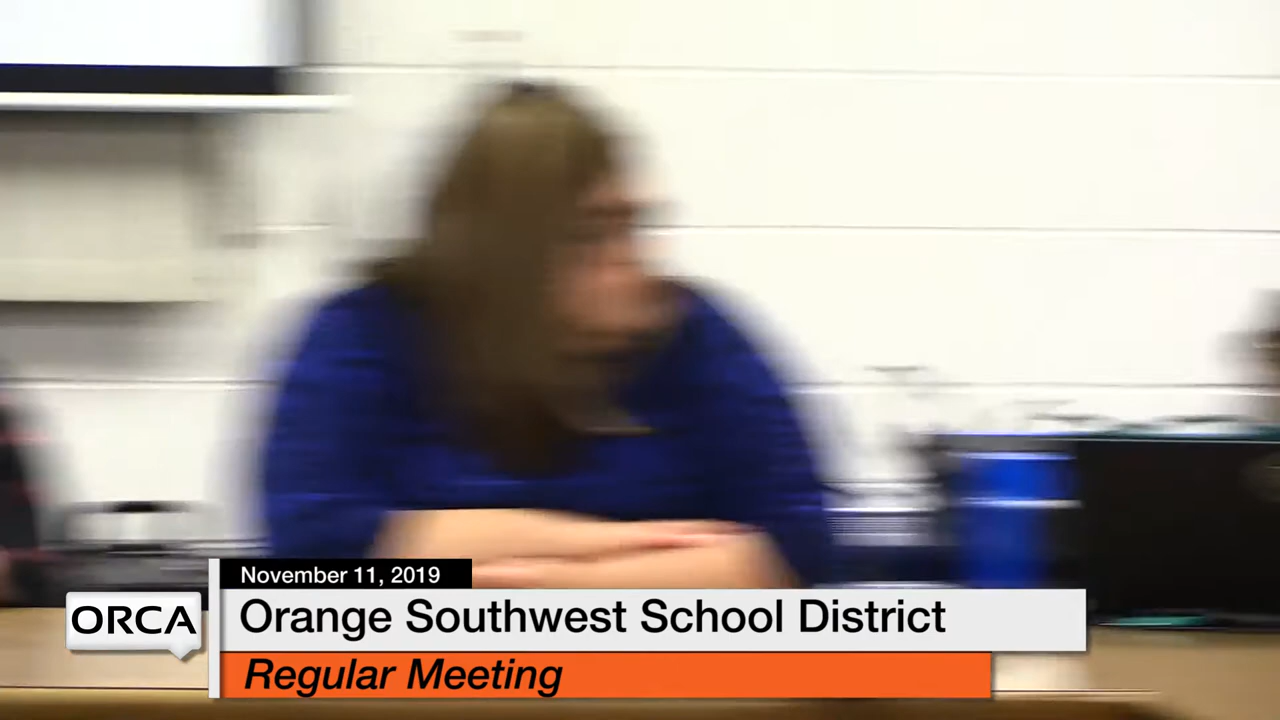 November 11, 2019
ORCA
Orange Southwest School District
Regular Meeting